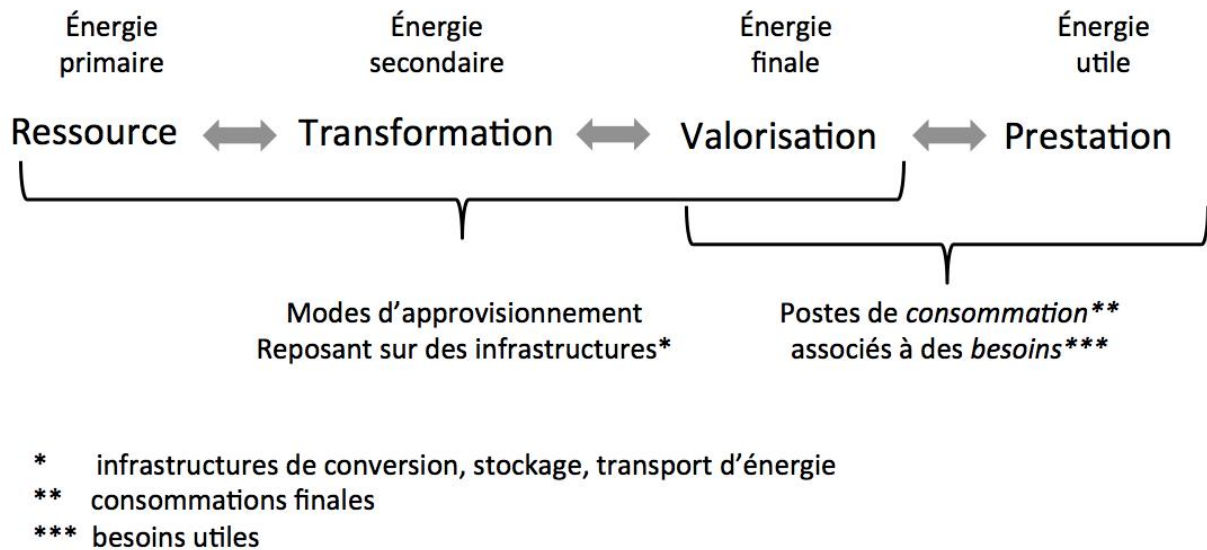 Énergie primaire
Énergie secondaire
Énergie finale
Énergie utile
Ressource Transformation Valorisation Prestation
Modes d'approvisionnement
Reposant sur des infrastructures*
Postes de consommation**
associés à des besoins***
* infrastructures de conversion, stockage, transport d'énergie
** consommations finales
*** besoins utiles